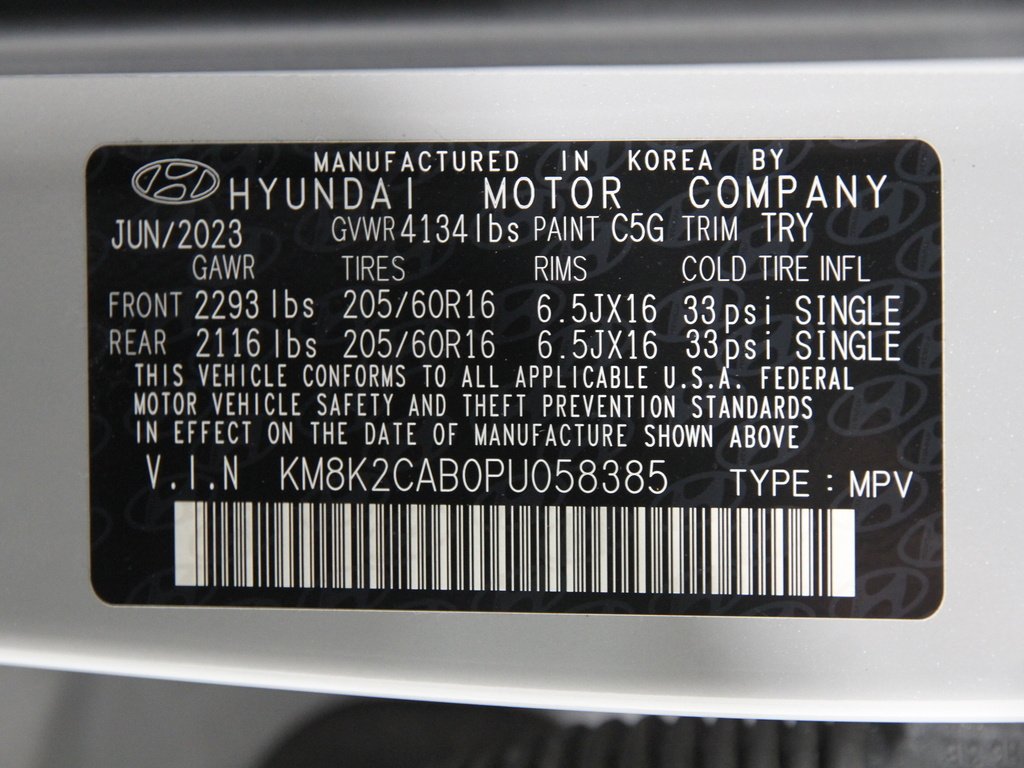 MANUFACTURED IN KOREA BY
HYUNDAI MOTOR COMPANY
JUN/2023 GVWR 4134lbs PAINT C5G TRIM TRY
GAWR TIRES RIMS COLD TIRE INFL
FRONT 2293 lbs 205/60R16 6.5JX16 33psi SINGLE
REAR 2116 lbs 205/60R16 6.5JX16 33psi SINGLE
THIS VEHICLE CONFORMS TO ALL APPLICABLE U.S.A. FEDERAL
MOTOR VEHICLE SAFETY AND THEFT PREVENTION STANDARDS
IN EFFECT ON THE DATE OF MANUFACTURE SHOWN ABOVE
V.I.N KM8K2CAB0PU058385 TYPE : MPV